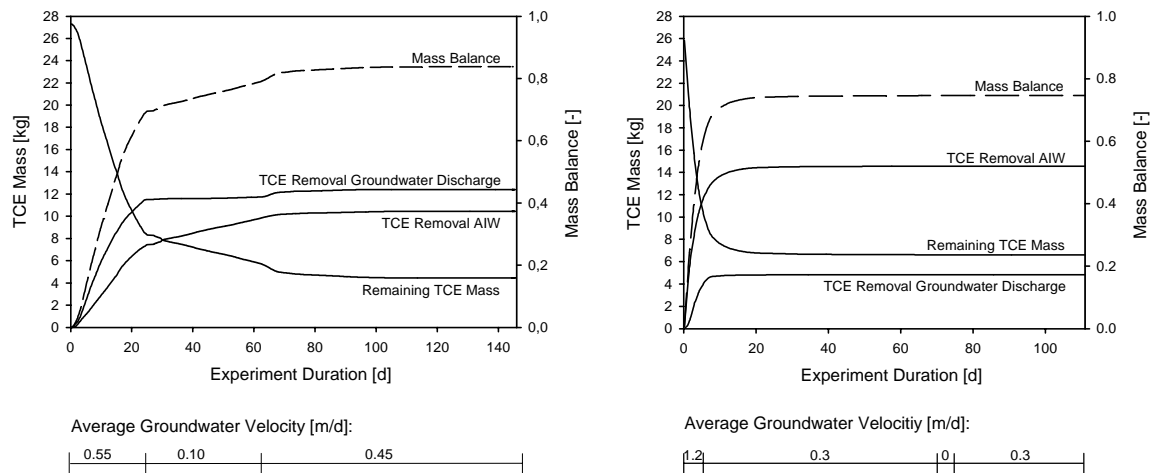 28
26
24
22
20
18
16
14
12
10
8
6
4
2
0
TCE Mass [kg]
1,0
0,8
0,6
0,4
0,2
0,0
Mass Balance [-]
Mass Balance
TCE Removal Groundwater Discharge
TCE Removal AIW
Remaining TCE Mass
0 20 40 60 80 100 120 140
Experiment Duration [d]
Average Groundwater Velocity [m/d]:
0.55 0.10 0.45
28
26
24
22
20
18
16
14
12
10
8
6
4
2
0
TCE Mass [kg]
1.0
0.8
0.6
0.4
0.2
0.0
Mass Balance [-]
Mass Balance
TCE Removal AIW
Remaining TCE Mass
TCE Removal Groundwater Discharge
0 20 40 60 80 100
Experiment Duration [d]
Average Groundwater Velocitiy [m/d]:
1.2 0.3 0 0.3